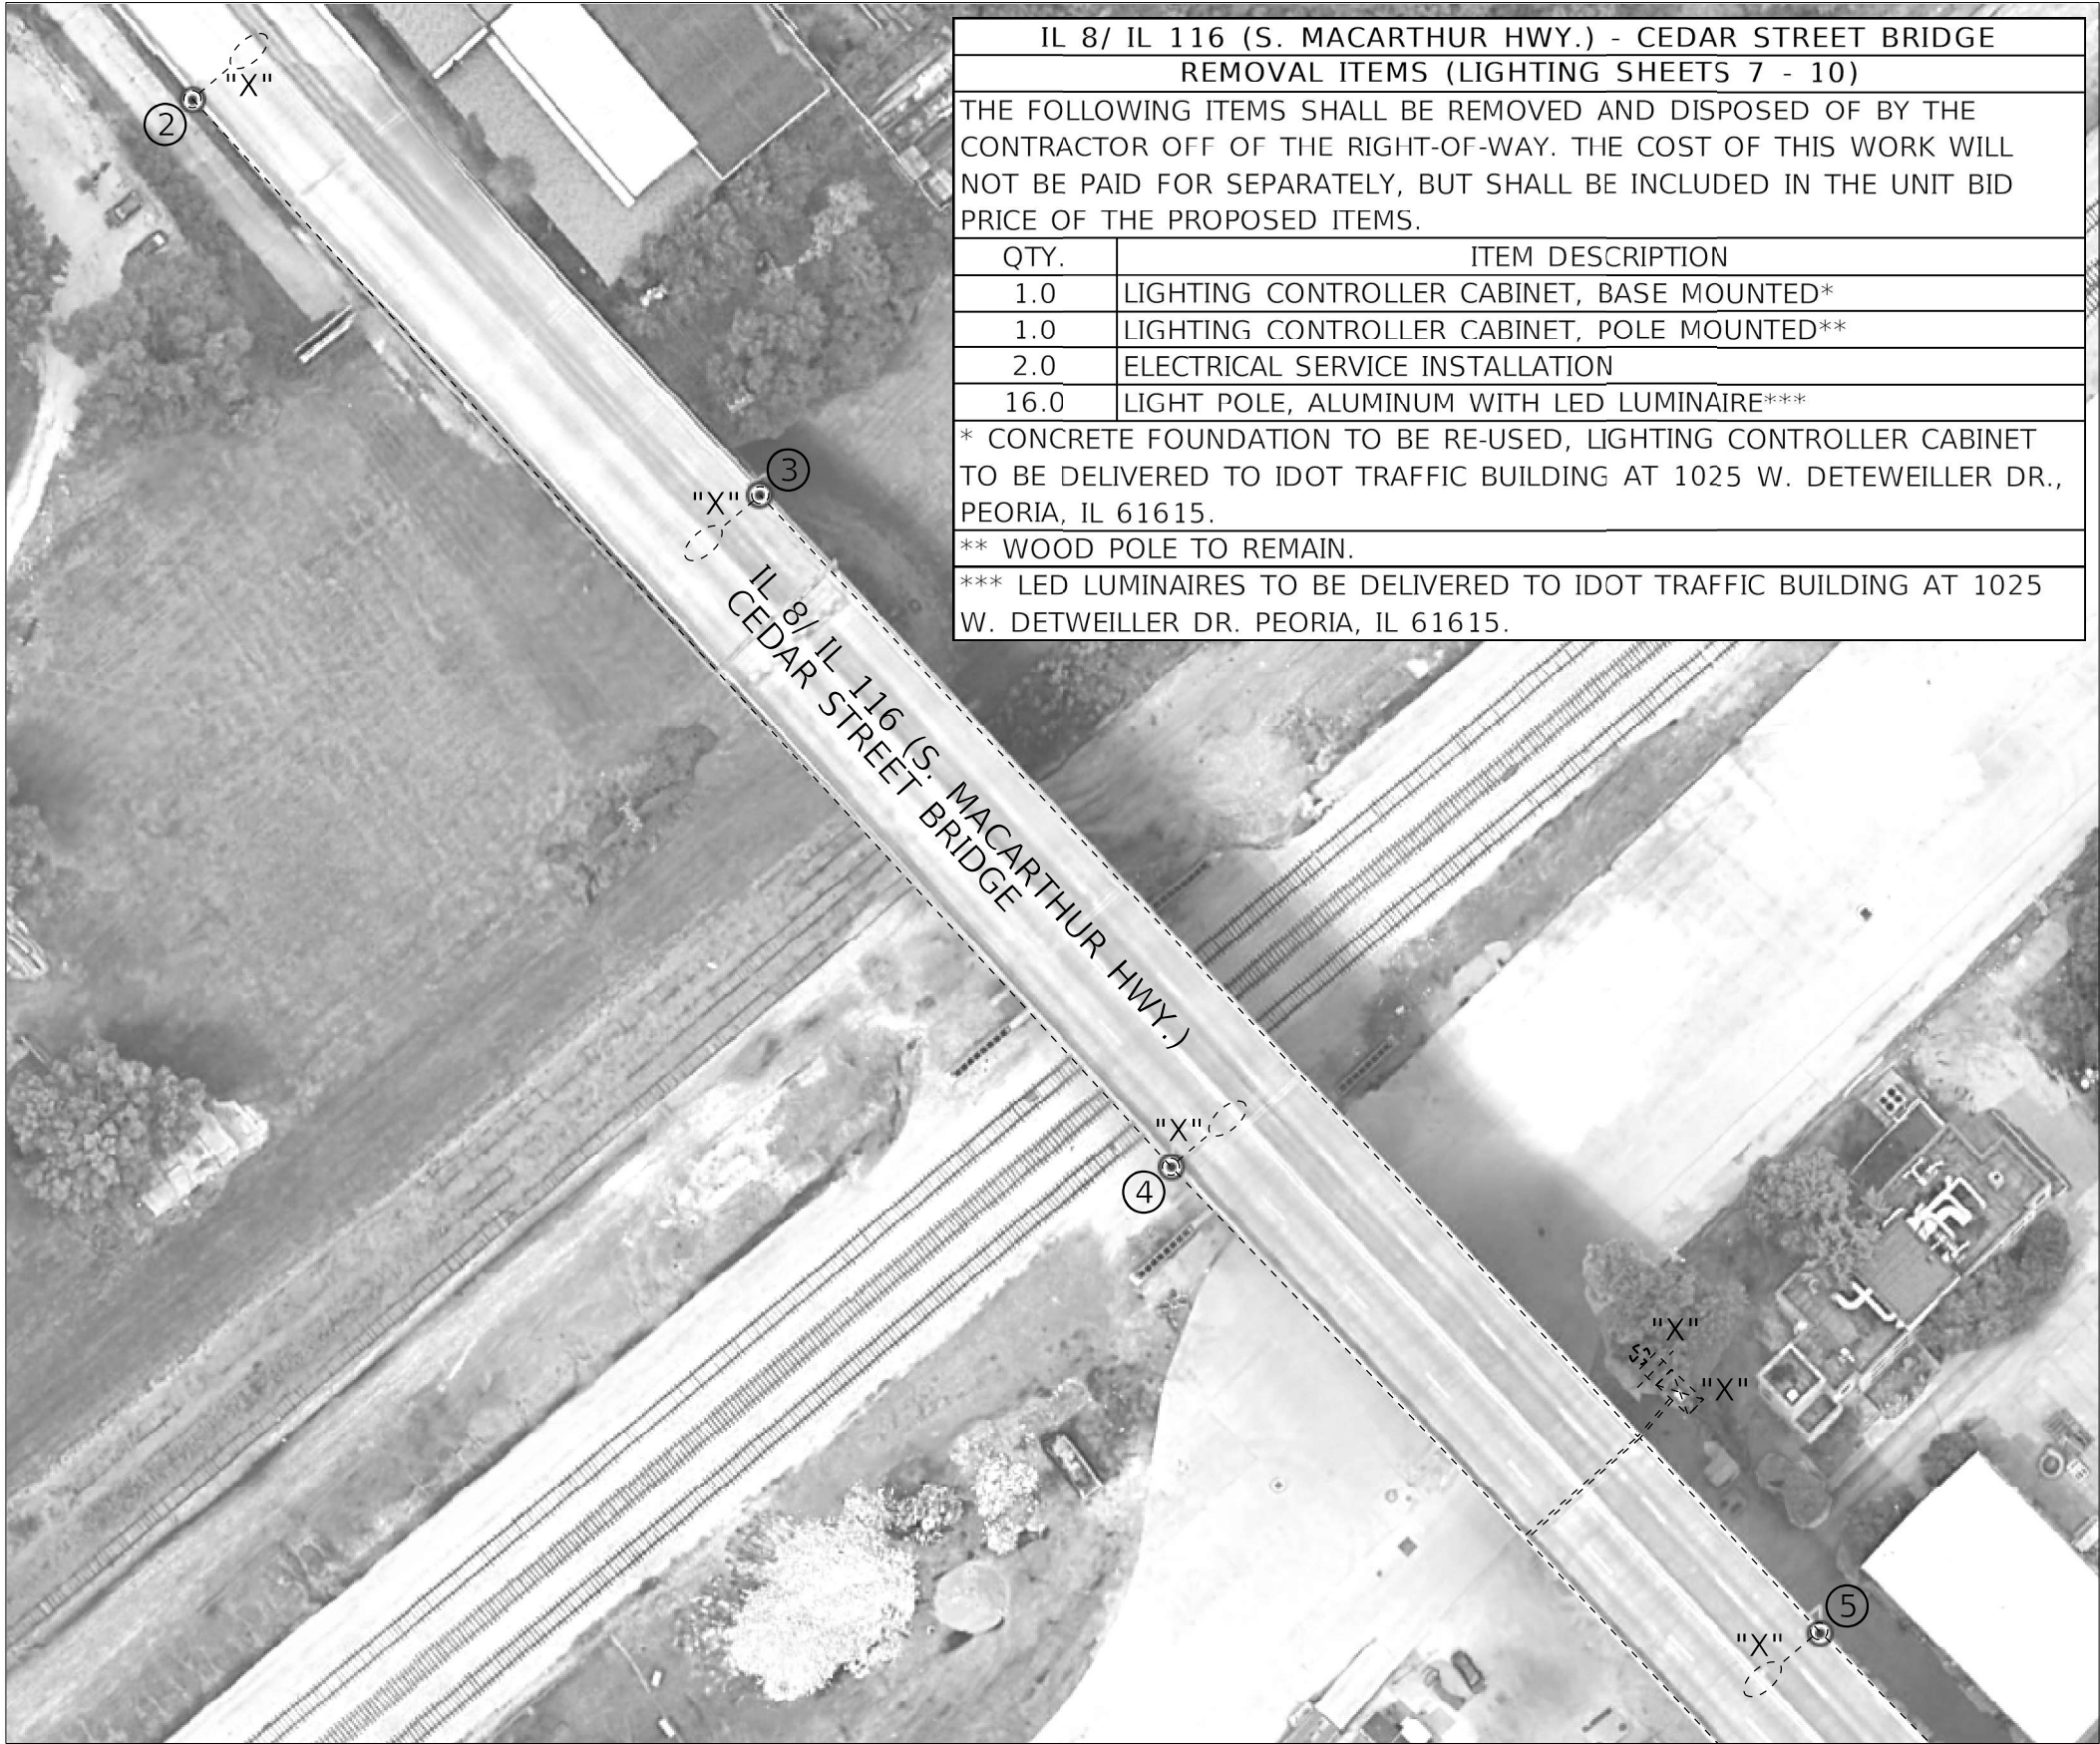 IL 8/ IL 116 (S. MACARTHUR HWY.) - CEDAR STREET BRIDGE
REMOVAL ITEMS (LIGHTING SHEETS 7 - 10)
THE FOLLOWING ITEMS SHALL BE REMOVED AND DISPOSED OF BY THE
CONTRACTOR OFF OF THE RIGHT-OF-WAY. THE COST OF THIS WORK WILL
NOT BE PAID FOR SEPARATELY, BUT SHALL BE INCLUDED IN THE UNIT BID
PRICE OF THE PROPOSED ITEMS.
QTY. ITEM DESCRIPTION
1.0 LIGHTING CONTROLLER CABINET, BASE MOUNTED*
1.0 LIGHTING CONTROLLER CABINET, POLE MOUNTED**
2.0 ELECTRICAL SERVICE INSTALLATION
16.0 LIGHT POLE, ALUMINUM WITH LED LUMINAIRE***
* CONCRETE FOUNDATION TO BE RE-USED, LIGHTING CONTROLLER CABINET
TO BE DELIVERED TO IDOT TRAFFIC BUILDING AT 1025 W. DETEWEILLER DR.,
PEORIA, IL 61615.
** WOOD POLE TO REMAIN.
*** LED LUMINAIRES TO BE DELIVERED TO IDOT TRAFFIC BUILDING AT 1025
W. DETWEILLER DR. PEORIA, IL 61615.
"X"
2
3
"X"
IL 8/ IL 116 (S. MACARTHUR HWY.)
CEDAR STREET BRIDGE
"X"
4
"X"
"X"
5
"X"